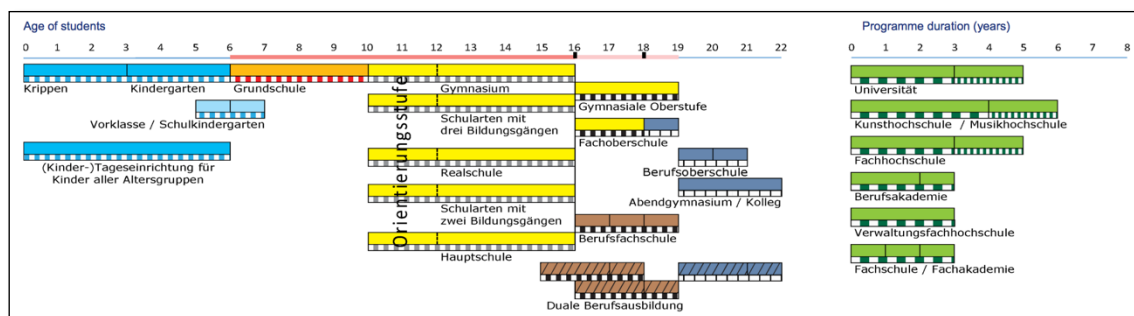 Age of students
Programme duration (years)
0 1 2 3 4 5 6 7 8 9 10 11 12 13 14 15 16 17 18 19 20 21 22
0 1 2 3 4 5 6 7 8
Krippen
Kindergarten
Grundschule
Gymnasium
Gymnasiale Oberstufe
Vorklasse / Schulkindergarten
Schularten mit
drei Bildungsgängen
Fachoberschule
(Kinder-)Tageseinrichtung für
Kinder aller Altersgruppen
Orientierungsstufe
Realschule
Berufsoberschule
Schularten mit
zwei Bildungsgängen
Abendgymnasium / Kolleg
Berufsfachschule
Hauptschule
Duale Berufsausbildung
Universität
Kunsthochschule / Musikhochschule
Fachhochschule
Berufsakademie
Verwaltungsfachhochschule
Fachschule / Fachakademie